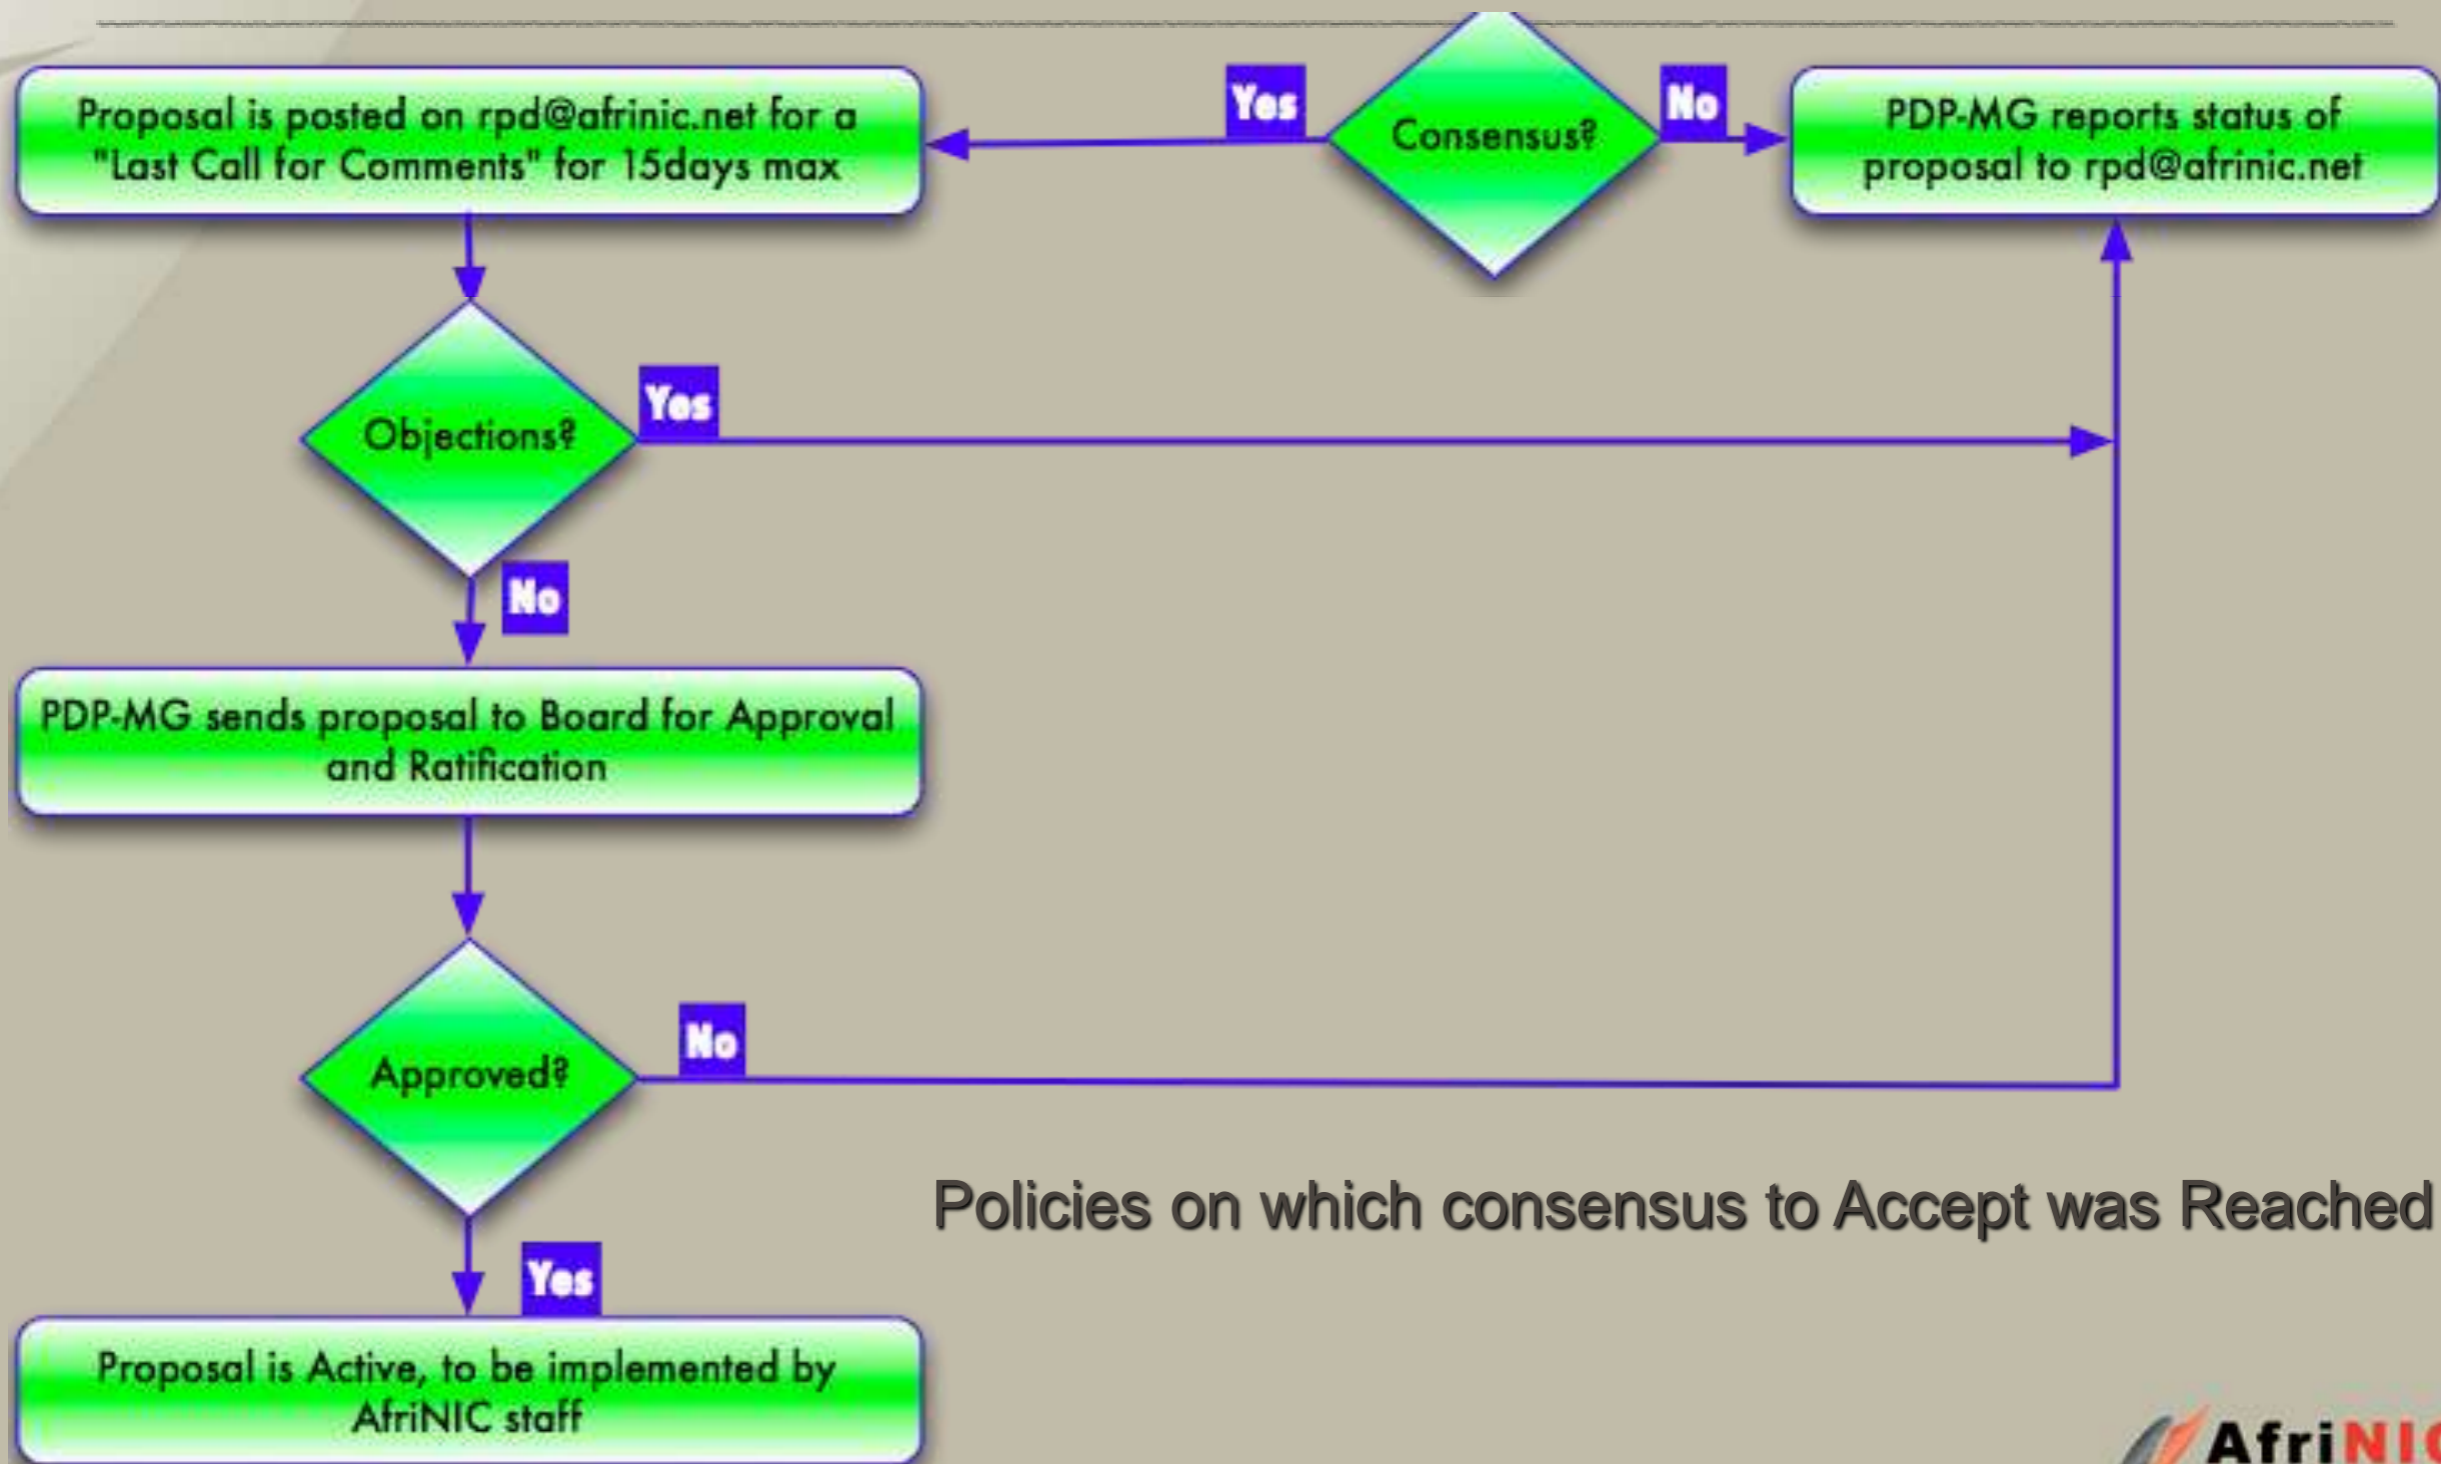 Proposal is posted on rpd@afrinic.net for a
"Last Call for Comments" for 15days max
Yes
Consensus?
No
PDP-MG reports status of
proposal to rpd@afrinic.net
Objections?
Yes
No
PDP-MG sends proposal to Board for Approval
and Ratification
Approved?
No
Policies on which consensus to Accept was Reached
Yes
Proposal is Active, to be implemented by
AfriNIC staff
AfriNIC